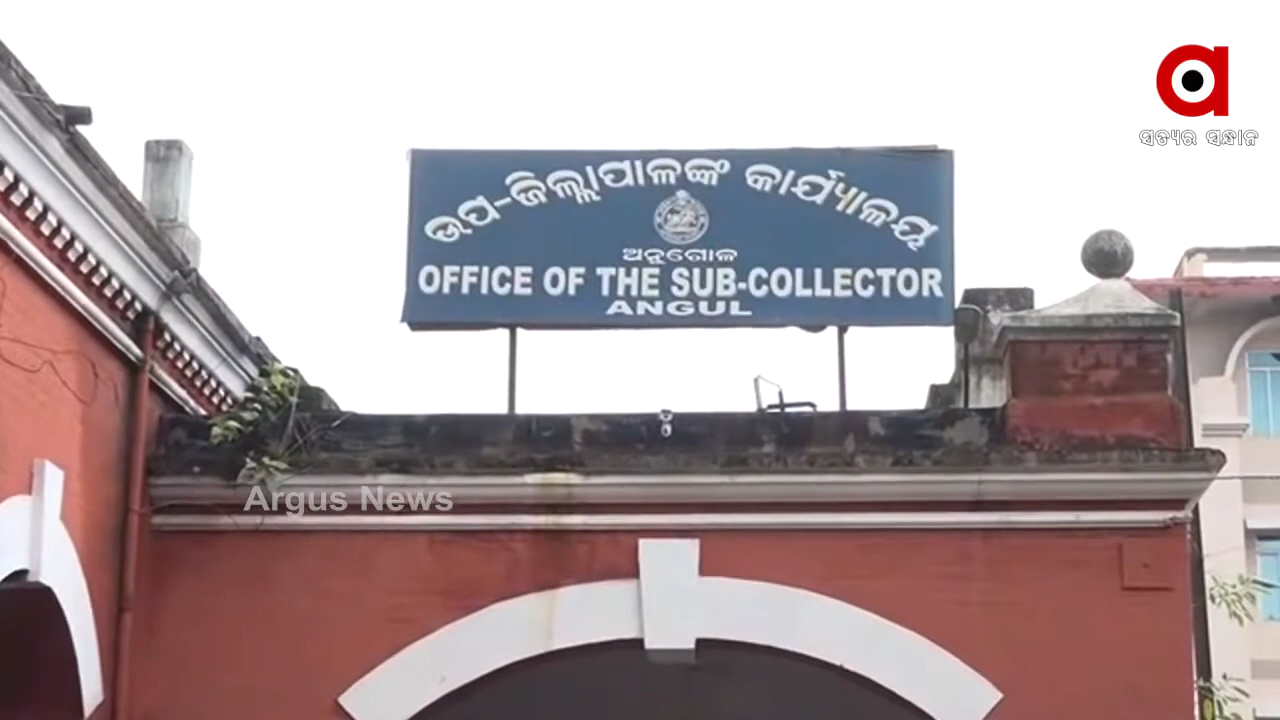 ସତ୍ୟର ସନ୍ଧାନ
ଉପ-ଜିଲ୍ଲାପାଳଙ୍କ କାର୍ଯ୍ୟାଳୟ
ଅନୁଗୋଳ
OFFICE OF THE SUB-COLLECTOR
ANGUL
Argus News